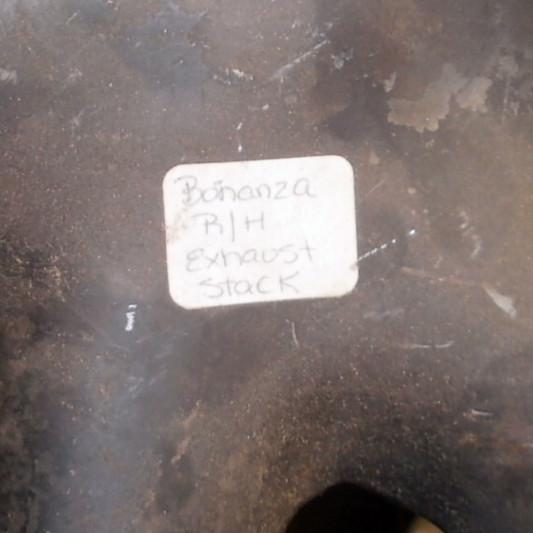 Bonanza
R/H
Exhaust
Stack